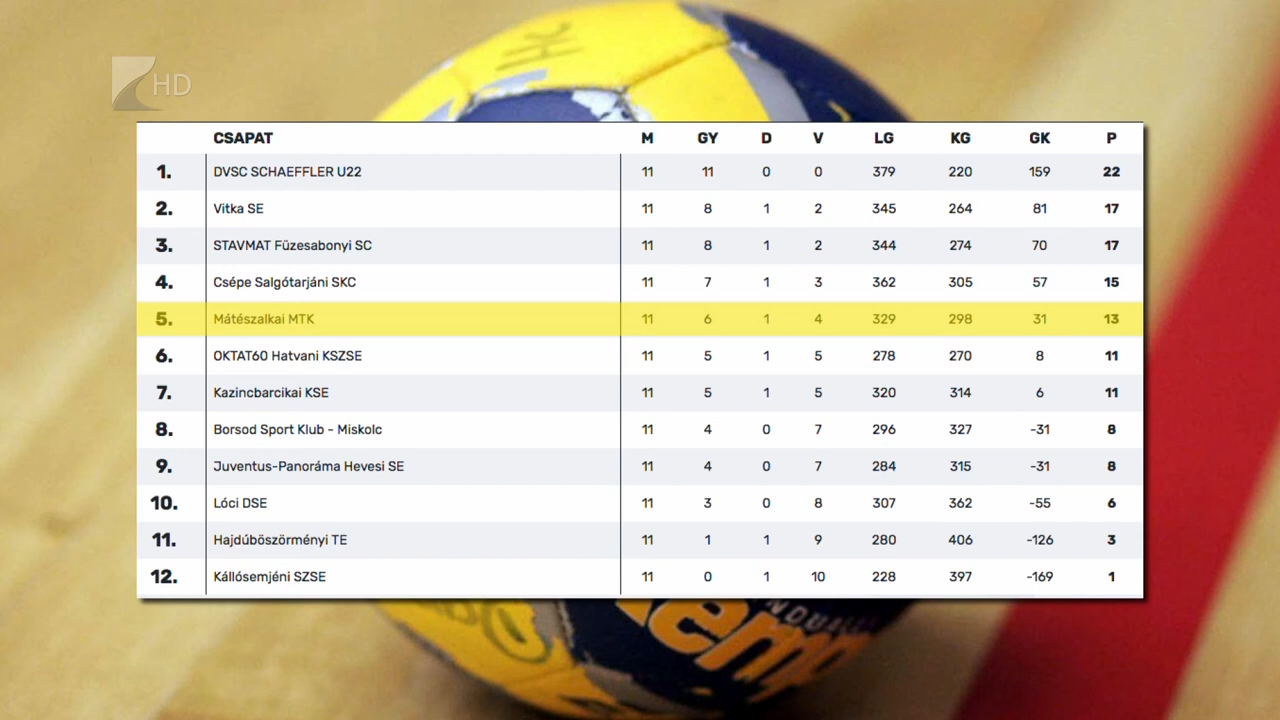 HD
CSAPAT M GY D V LG KG GK P
1. DVSC SCHAEFFLER U22 11 11 0 0 379 220 159 22
2. Vitka SE 11 8 1 2 345 264 81 17
3. STAVMAT Füzesabonyi SC 11 8 1 2 344 274 70 17
4. Csépe Salgótarjáni SKC 11 7 1 3 362 305 57 15
5. Mátészalkai MTK 11 6 1 4 329 298 31 13
6. OKTAT60 Hatvani KSZSE 11 5 1 5 278 270 8 11
7. Kazincbarcikai KSE 11 5 1 5 320 314 6 11
8. Borsod Sport Klub - Miskolc 11 4 0 7 296 327 -31 8
9. Juventus-Panoráma Hevesi SE 11 4 0 7 284 315 -31 8
10. Lóci DSE 11 3 0 8 307 362 -55 6
11. Hajdúböszörményi TE 11 1 1 9 280 406 -126 3
12. Kállósemjéni SZSE 11 0 1 10 228 397 -169 1